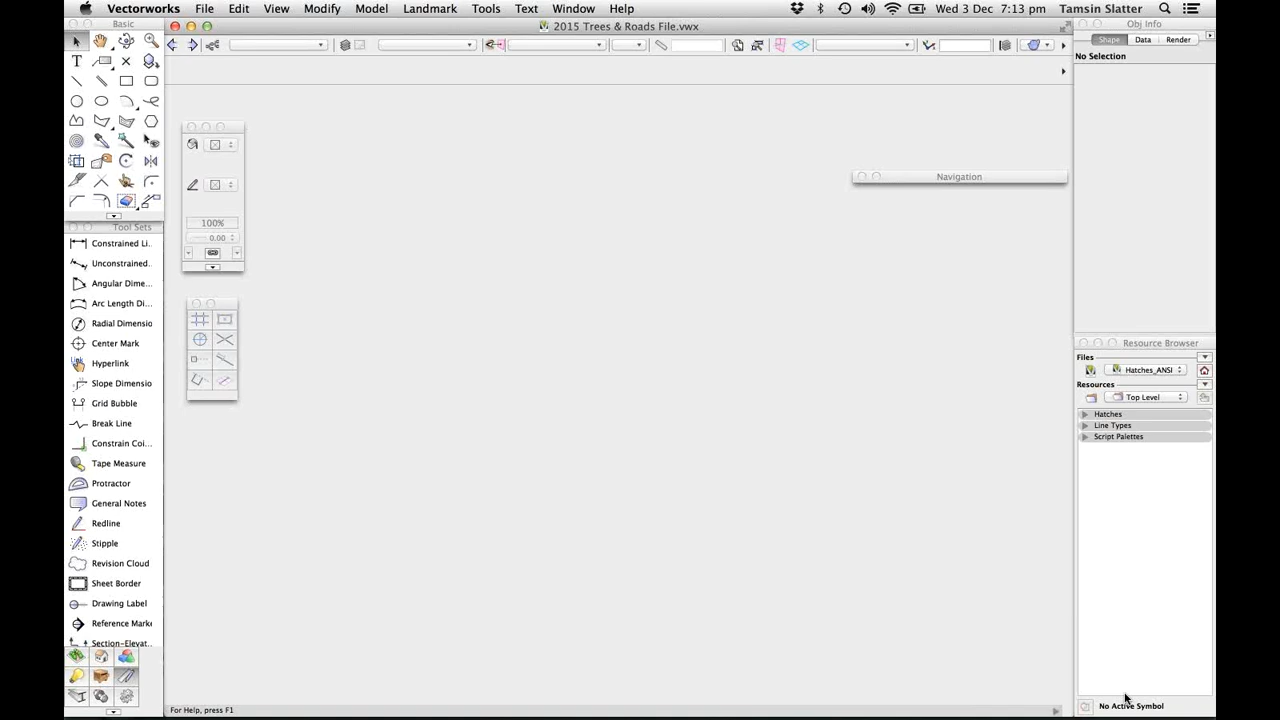 Vectorworks File Edit View Modify Model Landmark Tools Text Window Help Wed 3 Dec 7:13 pm Tamsin Slatter
Basic
2015 Trees & Roads File.vwx
Obj Info
Shape Data Render
No Selection
100%
0.00
Navigation
Tool Sets
Constrained Li...
Unconstrained...
Angular Dime...
Arc Length Di...
Radial Dimensio
Center Mark
Hyperlink
Slope Dimensio
Grid Bubble
Break Line
Constrain Coi...
Tape Measure
Protractor
General Notes
Redline
Stipple
Revision Cloud
Sheet Border
Drawing Label
Reference Marke
Section-Elevat...
Resource Browser
Files
Hatches_ANSI
Resources
Top Level
Hatches
Line Types
Script Palettes
For Help, press F1
No Active Symbol